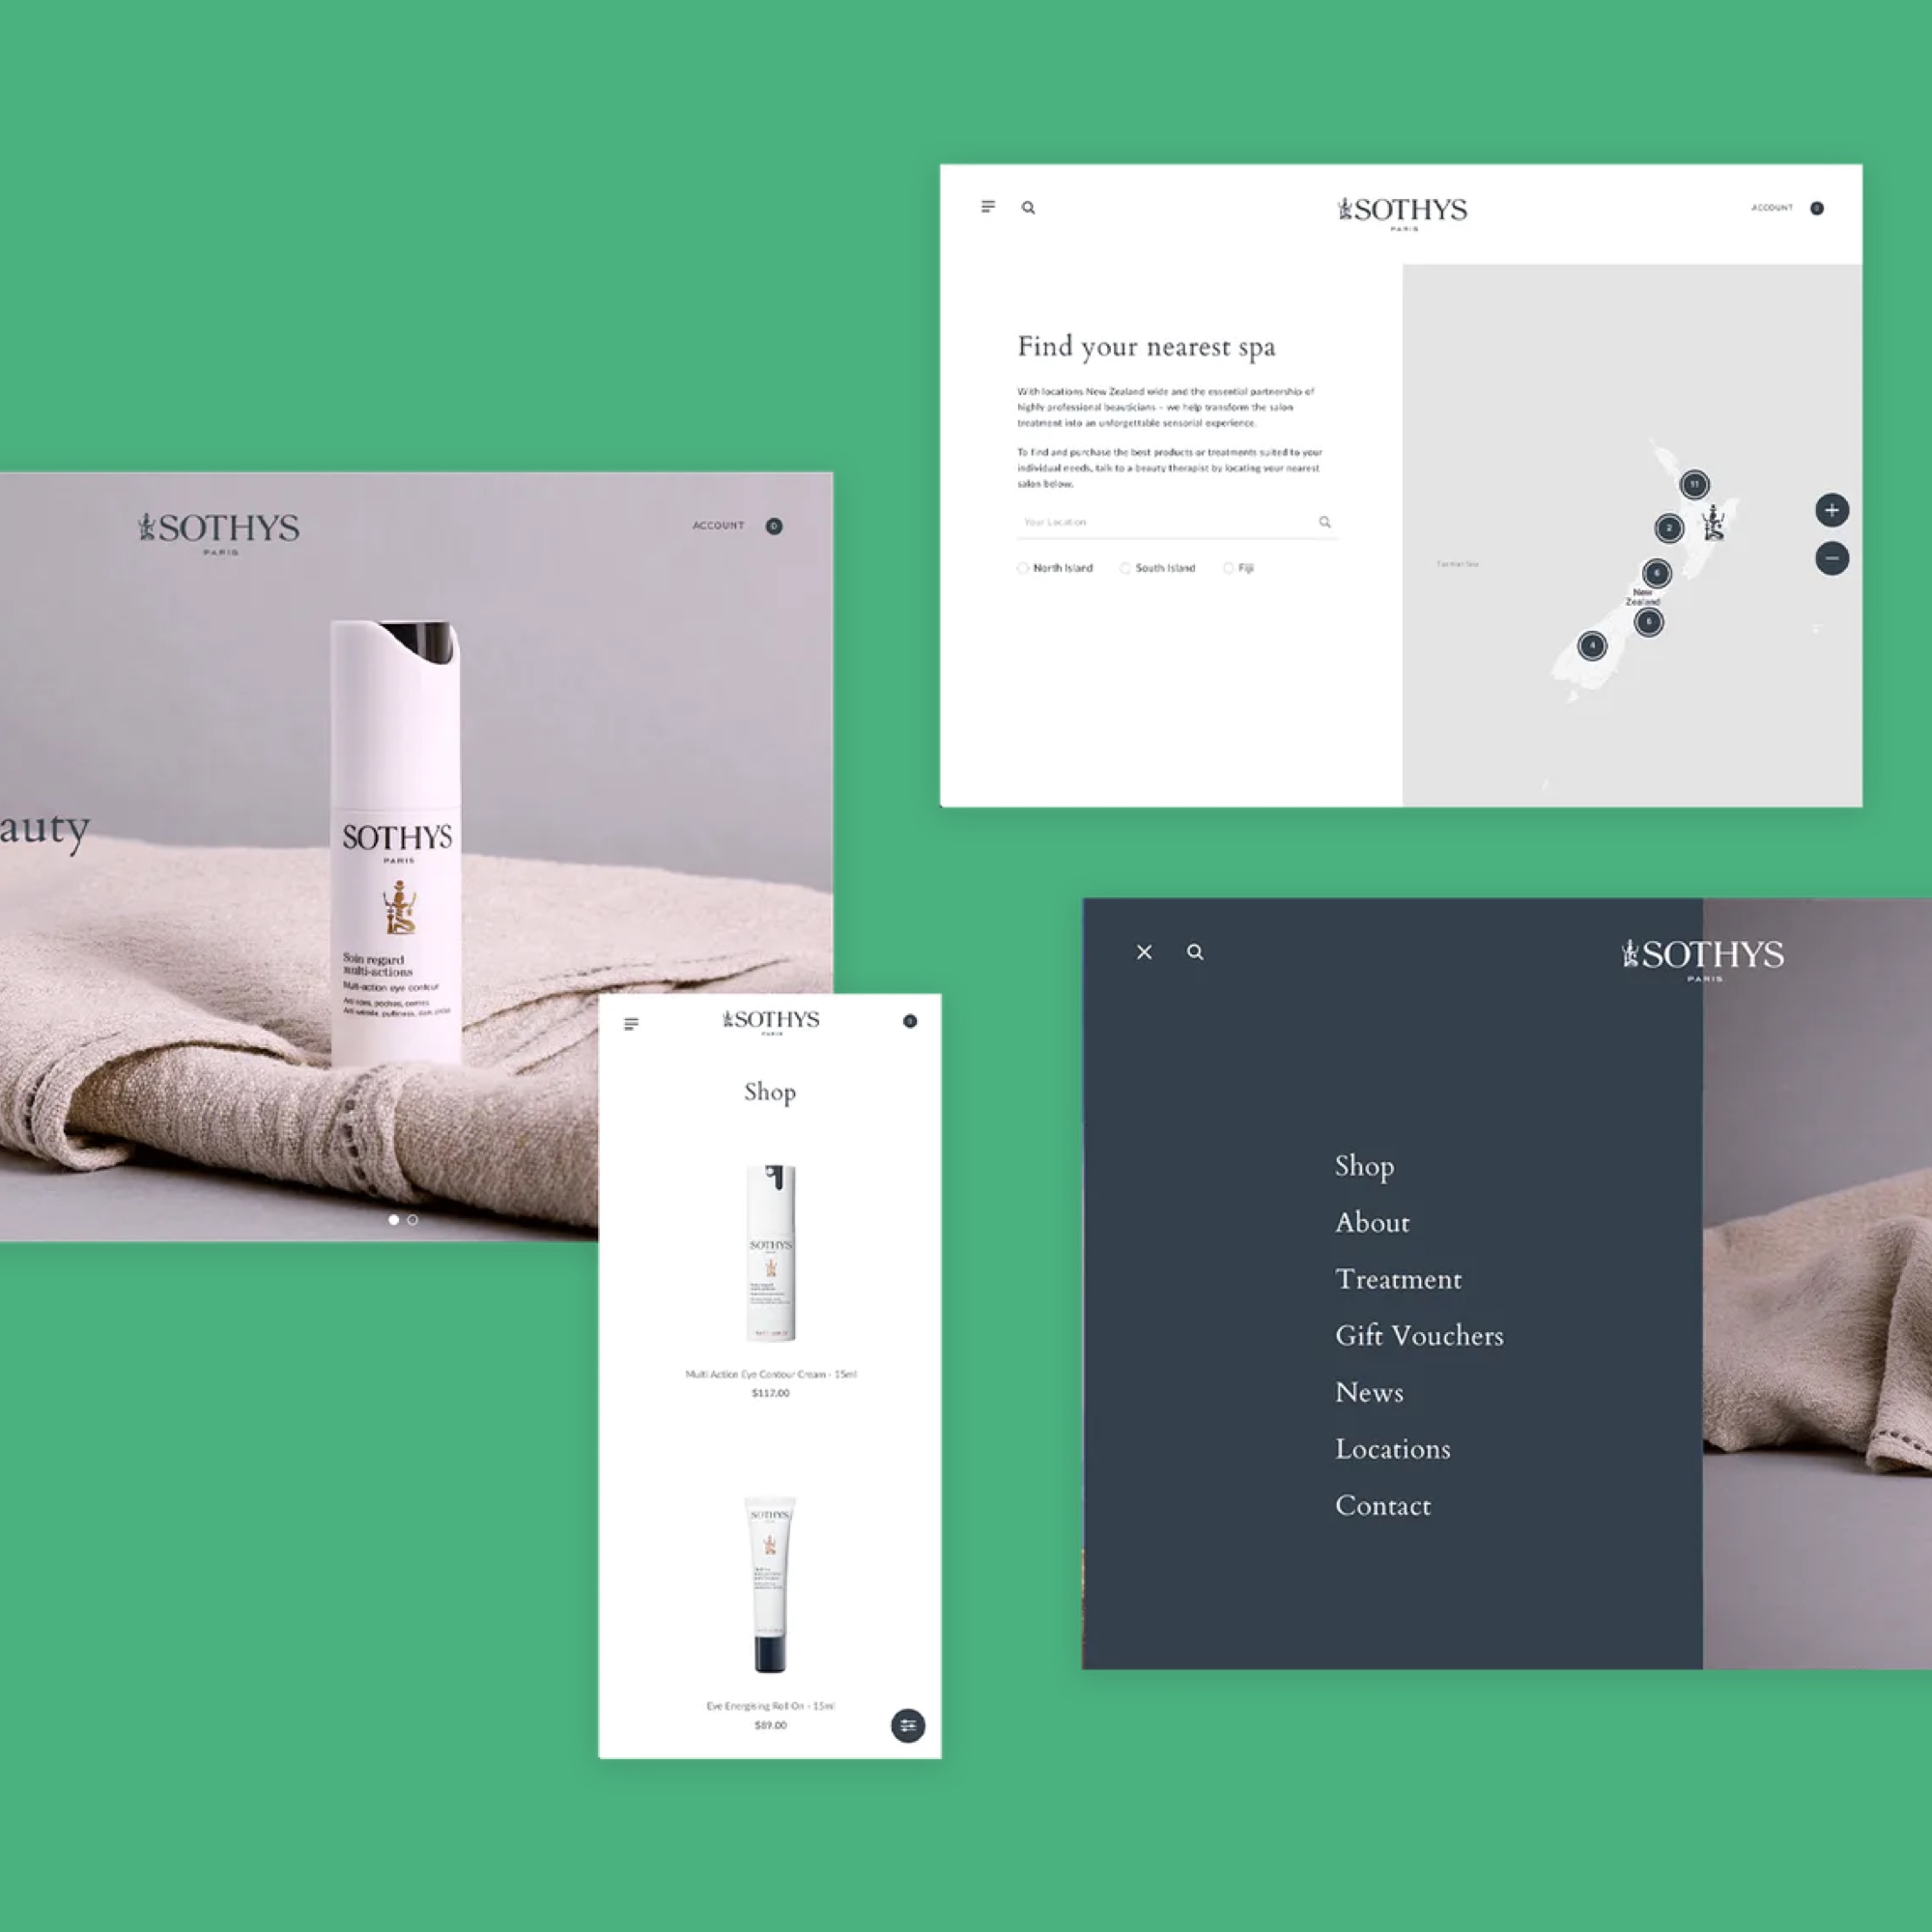 SOTHYS
PARIS
ACCOUNT
0
Find your nearest spa
With locations New Zealand wide and the essential partnership of
highly professional beauticians – we help transform the salon
treatment into an unforgettable sensorial experience.
To find and purchase the best products or treatments suited to your
individual needs, talk to a beauty therapist by locating your nearest
salon below.
Your Location
North Island
South Island
Fiji
Tasman Sea
11
2
6
New
Zealand
6
4
SOTHYS
PARIS
ACCOUNT
0
auty
SOTHYS
PARIS
Soin regard
multi-actions
Multi-action eye contour
Anti-rides, poches, cernes
Anti-wrinkle, puffiness, dark circles
SOTHYS
PARIS
Shop
SOTHYS
Multi Action Eye Contour Cream - 15ml
$117.00
SOTHYS
Eye Energising Roll On - 15ml
$89.00
SOTHYS
PARIS
Shop
About
Treatment
Gift Vouchers
News
Locations
Contact